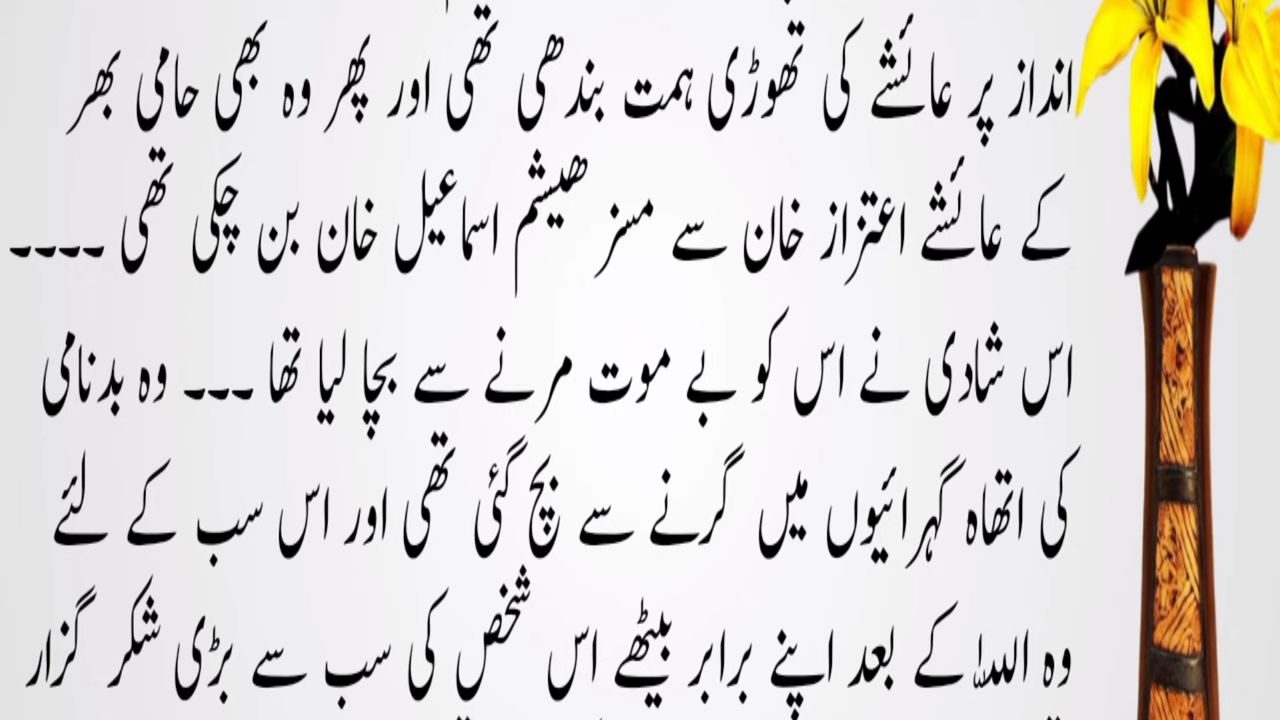 انداز پر عائشے کی تھوڑی ہمت بندھی تھی اور پھر وہ بھی حامی بھر
کے عائشے اعتزاز خان سے مسز ھیشم اسماعیل خان بن چکی تھی ۔۔۔۔
اس شادی نے اس کو بے موت مرنے سے بچا لیا تھا ۔۔۔ وہ بدنامی
کی اتھاہ گہرائیوں میں گرنے سے بچ گئی تھی اور اس سب کے لئے
وہ اللہ کے بعد اپنے برابر بیٹھے اس شخص کی سب سے بڑی شکر گزار